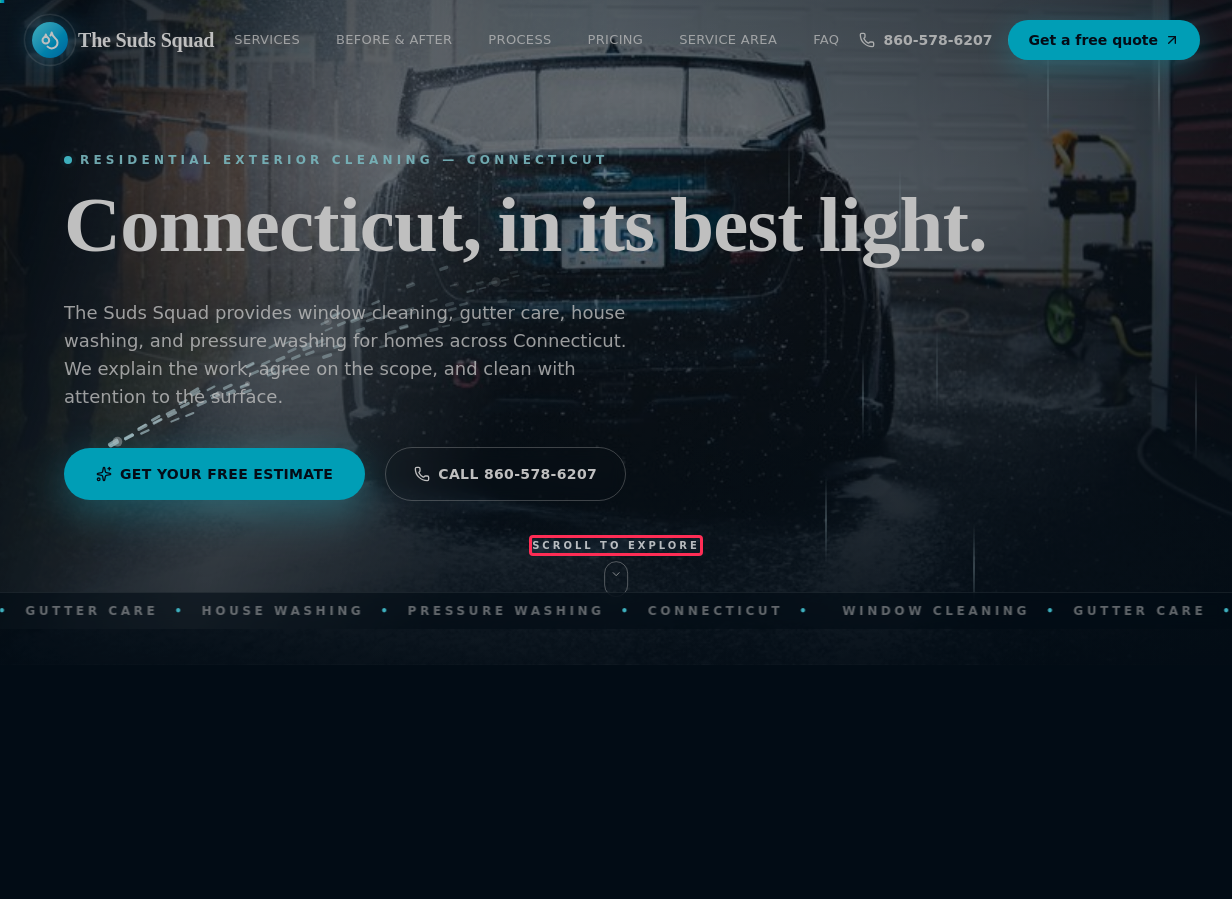 The Suds Squad
SERVICES
BEFORE & AFTER
PROCESS
PRICING
SERVICE AREA
FAQ
860-578-6207
Get a free quote
RESIDENTIAL EXTERIOR CLEANING — CONNECTICUT
Connecticut, in its best light.
The Suds Squad provides window cleaning, gutter care, house
washing, and pressure washing for homes across Connecticut.
We explain the work, agree on the scope, and clean with
attention to the surface.
GET YOUR FREE ESTIMATE
CALL 860-578-6207
SCROLL TO EXPLORE
• GUTTER CARE • HOUSE WASHING • PRESSURE WASHING • CONNECTICUT • WINDOW CLEANING • GUTTER CARE •